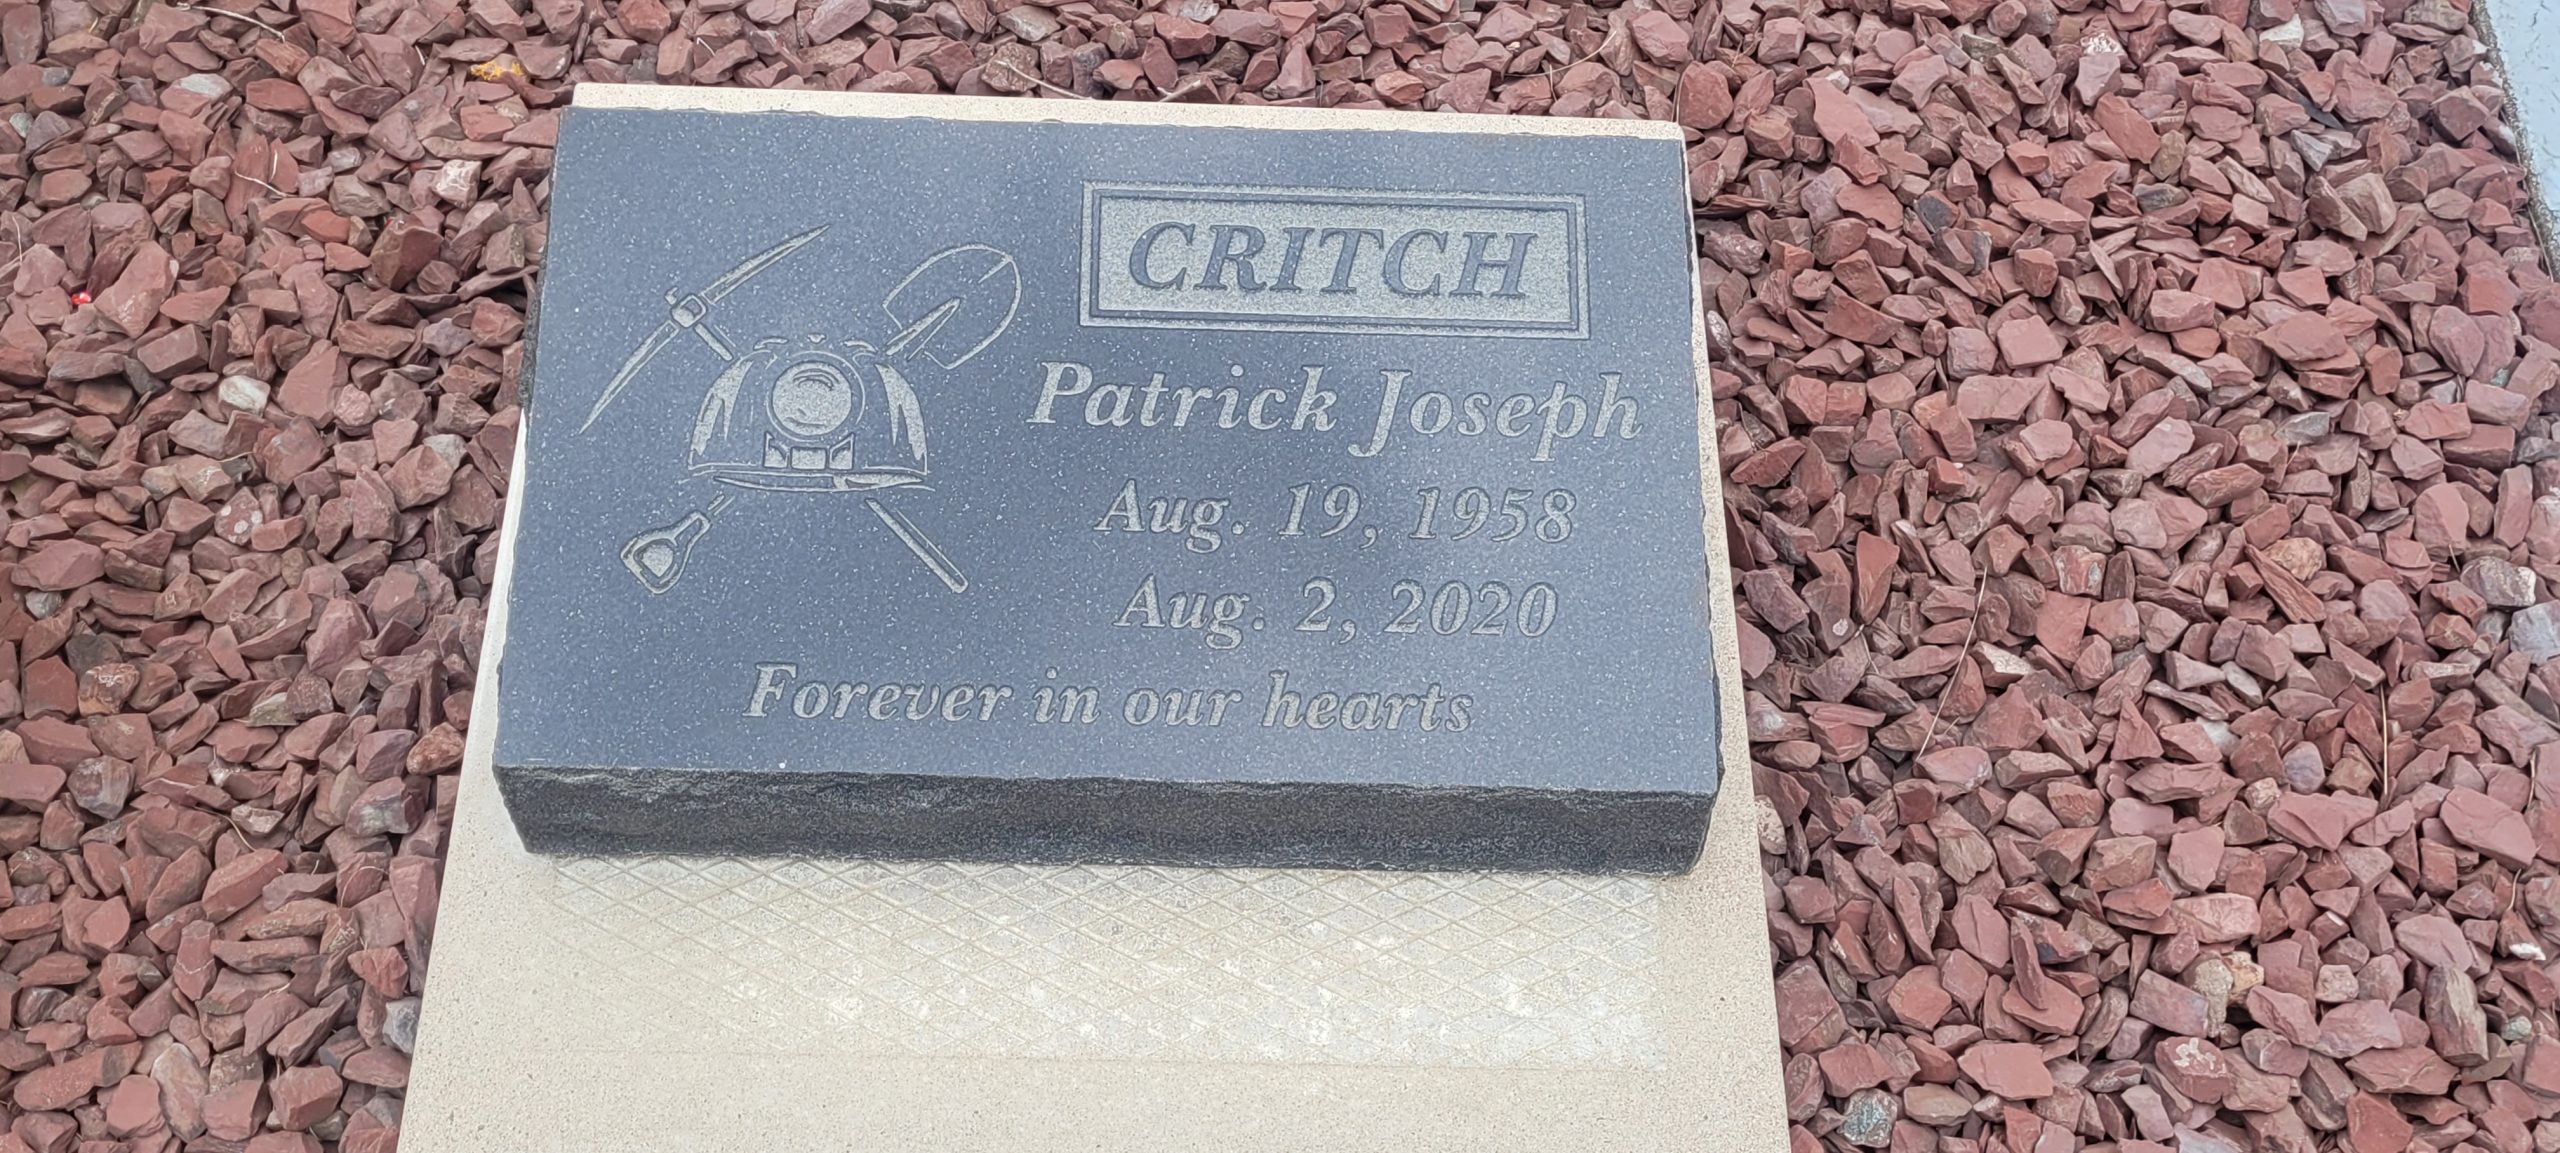 CRITCH
Patrick Joseph
Aug. 19, 1958
Aug. 2, 2020
Forever in our hearts